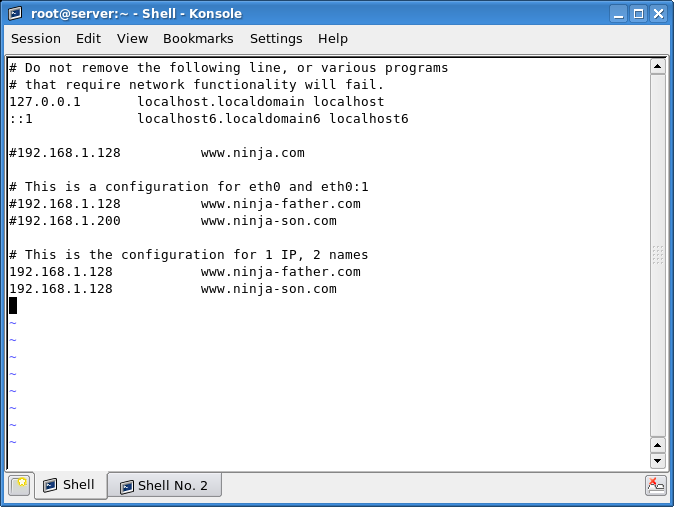 root@server:~ - Shell - Konsole
Session Edit View Bookmarks Settings Help
# Do not remove the following line, or various programs
# that require network functionality will fail.
127.0.0.1       localhost.localdomain localhost
::1             localhost6.localdomain6 localhost6
#192.168.1.128          www.ninja.com
# This is a configuration for eth0 and eth0:1
#192.168.1.128          www.ninja-father.com
#192.168.1.200          www.ninja-son.com
# This is the configuration for 1 IP, 2 names
192.168.1.128           www.ninja-father.com
192.168.1.128           www.ninja-son.com
~
~
~
~
~
~
~
~
Shell Shell No. 2